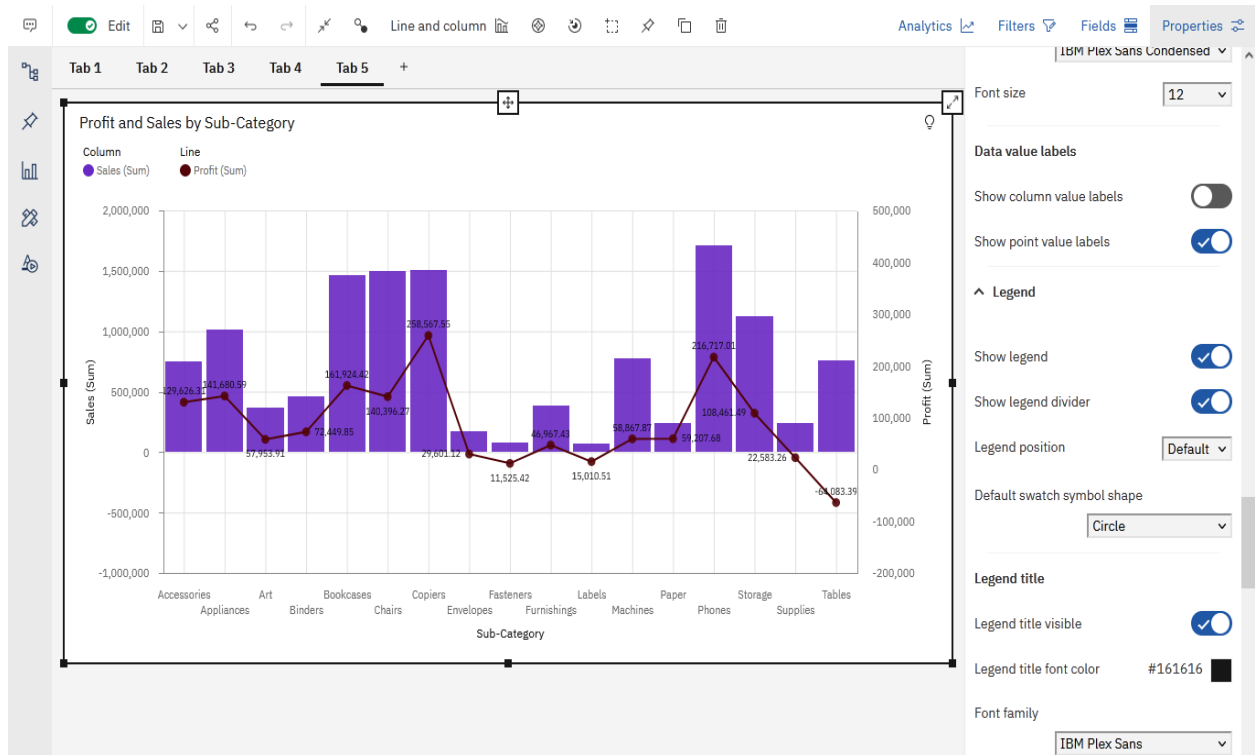 Edit
Line and column
Analytics
Filters
Fields
Properties
Tab 1
Tab 2
Tab 3
Tab 4
Tab 5
+
Profit and Sales by Sub-Category
Column Line
Sales (Sum) Profit (Sum)
2,000,000
1,500,000
1,000,000
500,000
0
-500,000
-1,000,000
Sales (Sum)
129,626.31
141,680.59
57,953.91
72,449.85
161,924.42
140,396.27
258,567.55
29,601.12
11,525.42
46,967.43
15,010.51
58,867.87
59,207.68
216,717.01
108,461.49
22,583.26
-64,083.39
500,000
400,000
300,000
200,000
100,000
0
-100,000
-200,000
Profit (Sum)
Accessories
Appliances
Art
Binders
Bookcases
Chairs
Copiers
Envelopes
Fasteners
Furnishings
Labels
Machines
Paper
Phones
Storage
Supplies
Tables
Sub-Category
IBM Plex Sans Condensed
Font size
12
Data value labels
Show column value labels
Show point value labels
Legend
Show legend
Show legend divider
Legend position
Default
Default swatch symbol shape
Circle
Legend title
Legend title visible
Legend title font color
#161616
Font family
IBM Plex Sans